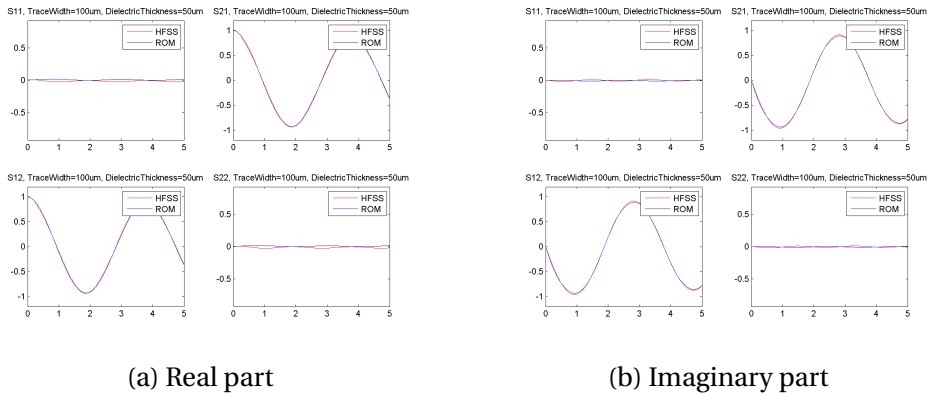 S11, TraceWidth=100um, DielectricThickness=50um
0.5
0
-0.5
0 1 2 3 4 5
HFSS
ROM
S21, TraceWidth=100um, DielectricThickness=50um
1
0.5
0
-0.5
-1
0 1 2 3 4 5
HFSS
ROM
S12, TraceWidth=100um, DielectricThickness=50um
1
0.5
0
-0.5
-1
0 1 2 3 4 5
HFSS
ROM
S22, TraceWidth=100um, DielectricThickness=50um
0.5
0
-0.5
0 1 2 3 4 5
HFSS
ROM
(a) Real part
S11, TraceWidth=100um, DielectricThickness=50um
0.5
0
-0.5
0 1 2 3 4 5
HFSS
ROM
S21, TraceWidth=100um, DielectricThickness=50um
1
0.5
0
-0.5
-1
0 1 2 3 4 5
HFSS
ROM
S12, TraceWidth=100um, DielectricThickness=50um
1
0.5
0
-0.5
-1
0 1 2 3 4 5
HFSS
ROM
S22, TraceWidth=100um, DielectricThickness=50um
0.5
0
-0.5
0 1 2 3 4 5
HFSS
ROM
(b) Imaginary part